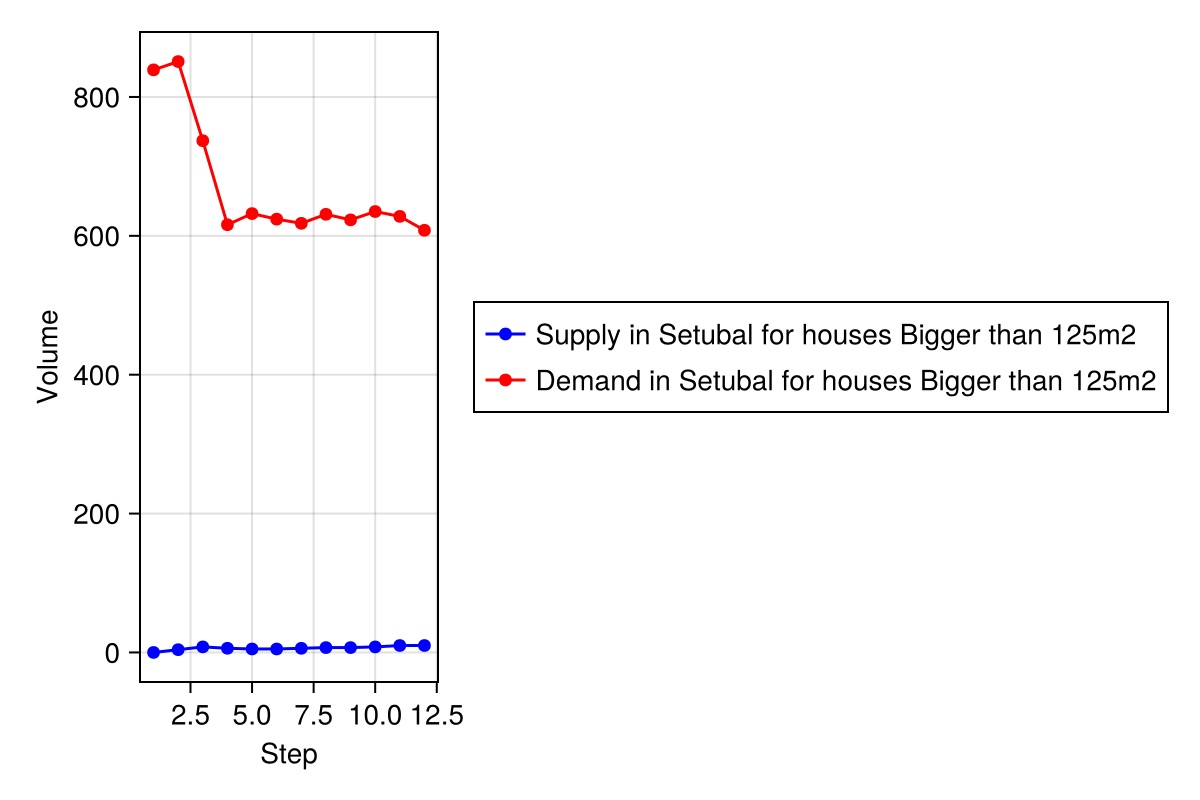 800
600
400
200
0
Volume
2.5 5.0 7.5 10.0 12.5
Step
Supply in Setubal for houses Bigger than 125m2
Demand in Setubal for houses Bigger than 125m2